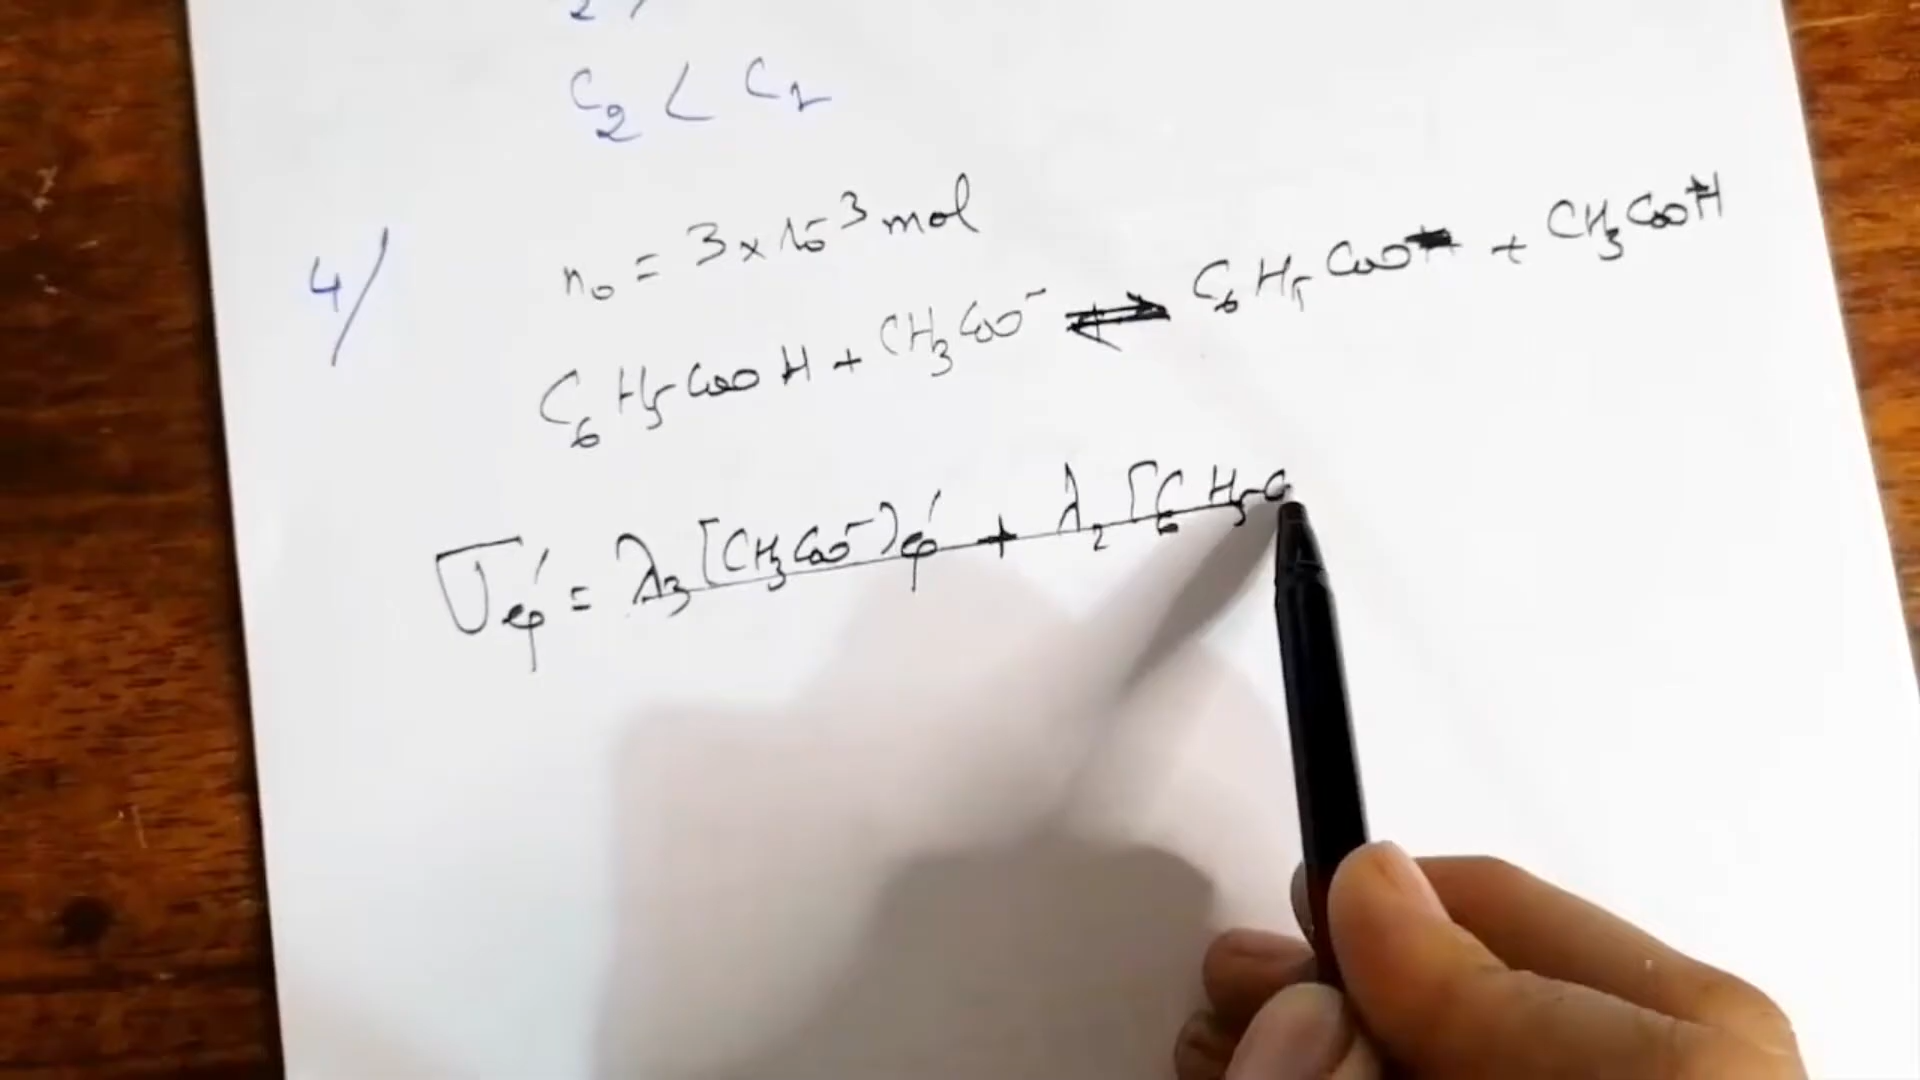 C₂ < C₁
4/
n₀ = 3 × 10⁻³ mol
C₆H₅COOH + CH₃COO⁻ ⇌ C₆H₅COO⁻ + CH₃COOH
σ'éq = λ₃[CH₃COO⁻]'éq + λ₂[C₆H₅C